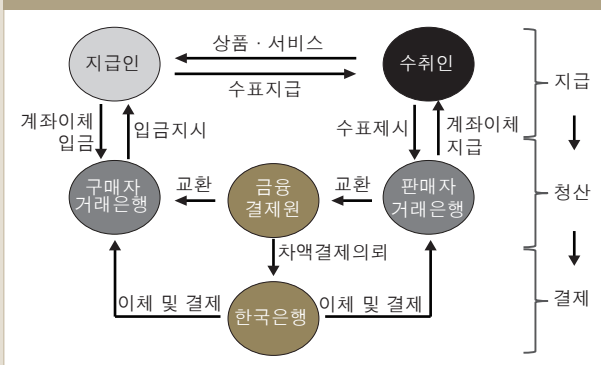 상품 · 서비스
지급인
수취인
수표지급
지급
계좌이체
입금
입금지시
수표제시
계좌이체
지급
구매자
거래은행
교환
금융
결제원
교환
판매자
거래은행
청산
차액결제의뢰
이체 및 결제
한국은행
이체 및 결제
결제